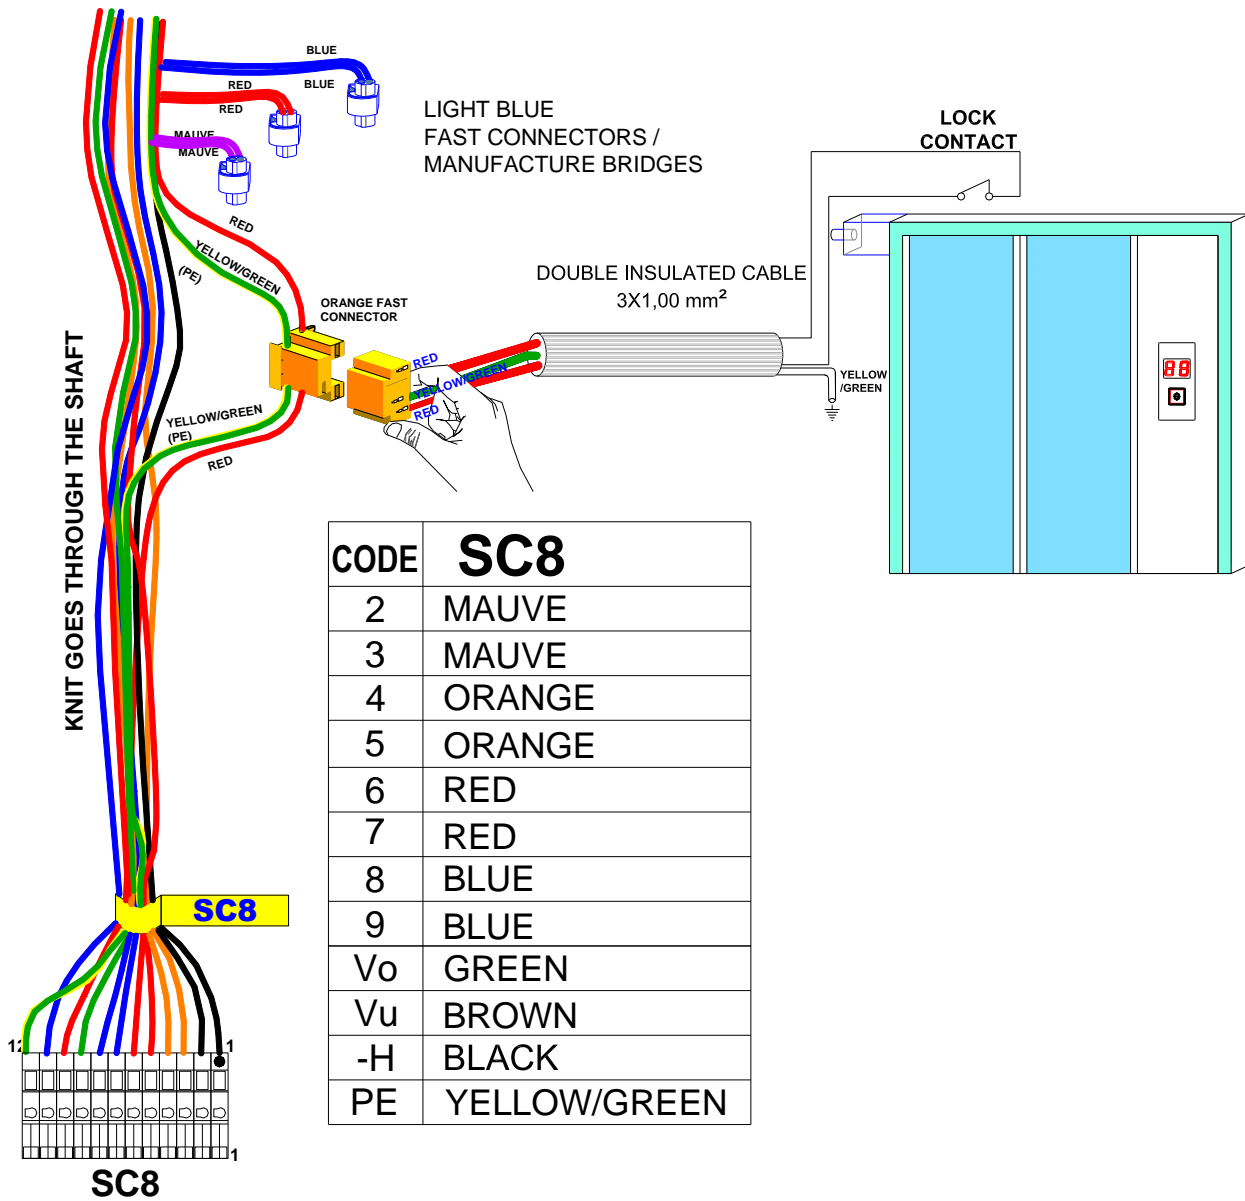 BLUE
BLUE
RED
RED
MAUVE
MAUVE
LIGHT BLUE
FAST CONNECTORS /
MANUFACTURE BRIDGES
LOCK
CONTACT
RED
YELLOW/GREEN
(PE)
ORANGE FAST
CONNECTOR
DOUBLE INSULATED CABLE
3X1,00 mm²
RED
YELLOW/GREEN
RED
YELLOW
/GREEN
YELLOW/GREEN
(PE)
RED
KNIT GOES THROUGH THE SHAFT
CODE SC8
2 MAUVE
3 MAUVE
4 ORANGE
5 ORANGE
6 RED
7 RED
8 BLUE
9 BLUE
Vo GREEN
Vu BROWN
-H BLACK
PE YELLOW/GREEN
SC8
12 1
1
SC8